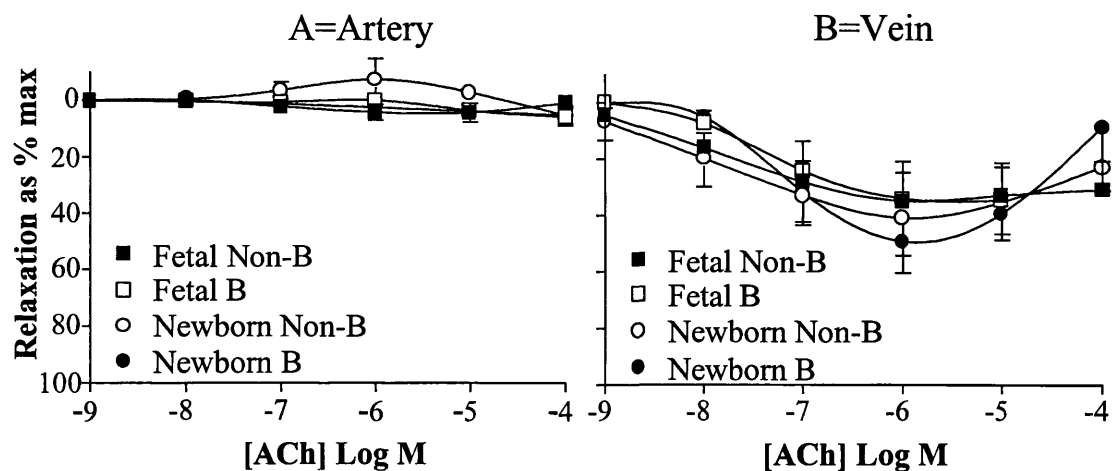 A=Artery
Relaxation as % max
0
20
40
60
80
100
Fetal Non-B
Fetal B
Newborn Non-B
Newborn B
-9 -8 -7 -6 -5 -4
[ACh] Log M
B=Vein
Fetal Non-B
Fetal B
Newborn Non-B
Newborn B
-9 -8 -7 -6 -5 -4
[ACh] Log M